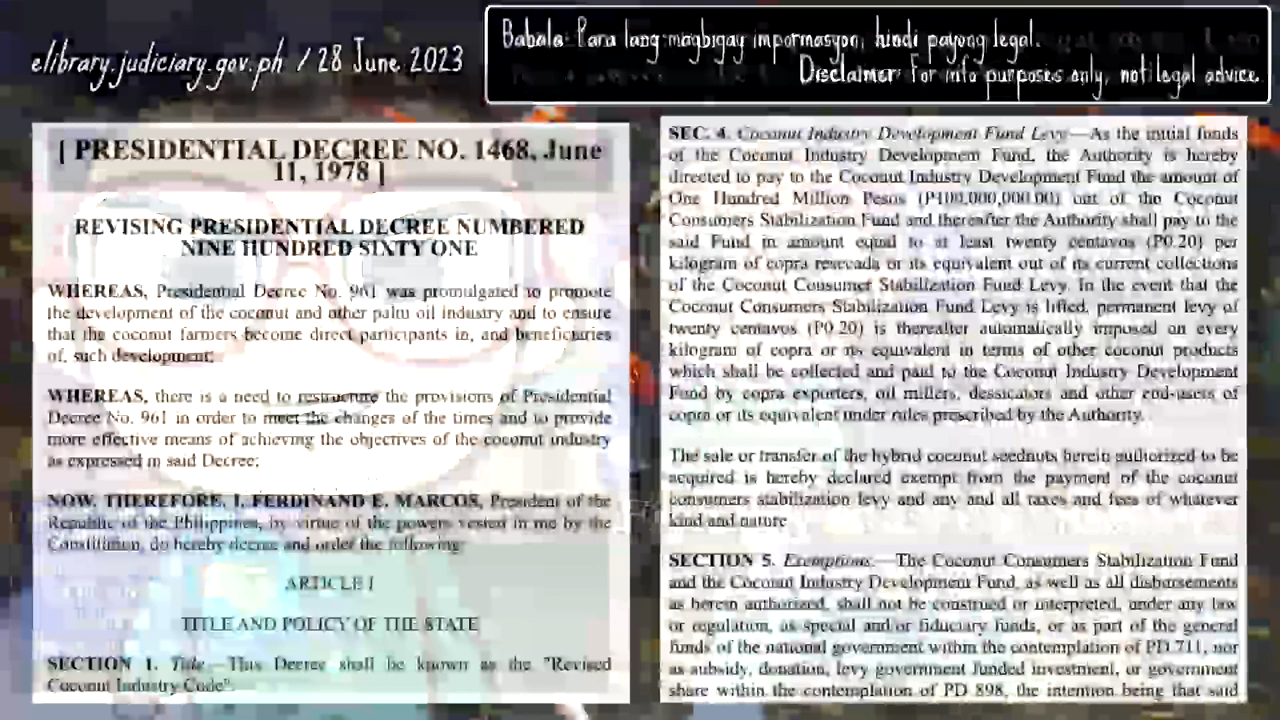 elibrary.judiciary.gov.ph / 28 June 2023
Babala: Para lang magbigay impormasyon, hindi payong legal.
Disclaimer: For info purposes only, not legal advice.
[ PRESIDENTIAL DECREE NO. 1468, June
11, 1978 ]
REVISING PRESIDENTIAL DECREE NUMBERED
NINE HUNDRED SIXTY ONE
WHEREAS, Presidential Decree No. 961 was promulgated to promote
the development of the coconut and other palm oil industry and to ensure
that the coconut farmers become direct participants in, and beneficiaries
of, such development;
WHEREAS, there is a need to restructure the provisions of Presidential
Decree No. 961 in order to meet the changes of the times and to provide
more effective means of achieving the objectives of the coconut industry
as expressed in said Decree;
NOW, THEREFORE, I, FERDINAND E. MARCOS, President of the
Republic of the Philippines, by virtue of the powers vested in me by the
Constitution, do hereby decree and order the following:
ARTICLE I
TITLE AND POLICY OF THE STATE
SECTION 1. Title.—This Decree shall be known as the "Revised
Coconut Industry Code".
SEC. 4. Coconut Industry Development Fund Levy.—As the initial funds
of the Coconut Industry Development Fund, the Authority is hereby
directed to pay to the Coconut Industry Development Fund the amount of
One Hundred Million Pesos (P100,000,000.00) out of the Coconut
Consumers Stabilization Fund and thereafter the Authority shall pay to the
said Fund in amount equal to at least twenty centavos (P0.20) per
kilogram of copra resecada or its equivalent out of its current collections
of the Coconut Consumer Stabilization Fund Levy. In the event that the
Coconut Consumers Stabilization Fund Levy is lifted, permanent levy of
twenty centavos (P0.20) is thereafter automatically imposed on every
kilogram of copra or its equivalent in terms of other coconut products
which shall be collected and paid to the Coconut Industry Development
Fund by copra exporters, oil millers, dessicators and other end-users of
copra or its equivalent under rules prescribed by the Authority.
The sale or transfer of the hybrid coconut seednuts herein authorized to be
acquired is hereby declared exempt from the payment of the coconut
consumers stabilization levy and any and all taxes and fees of whatever
kind and nature
SECTION 5. Exemptions.—The Coconut Consumers Stabilization Fund
and the Coconut Industry Development Fund, as well as all disbursements
as herein authorized, shall not be construed or interpreted, under any law
or regulation, as special and/or fiduciary funds, or as part of the general
funds of the national government within the contemplation of PD 711, nor
as subsidy, donation, levy government funded investment, or government
share within the contemplation of PD 898, the intention being that said